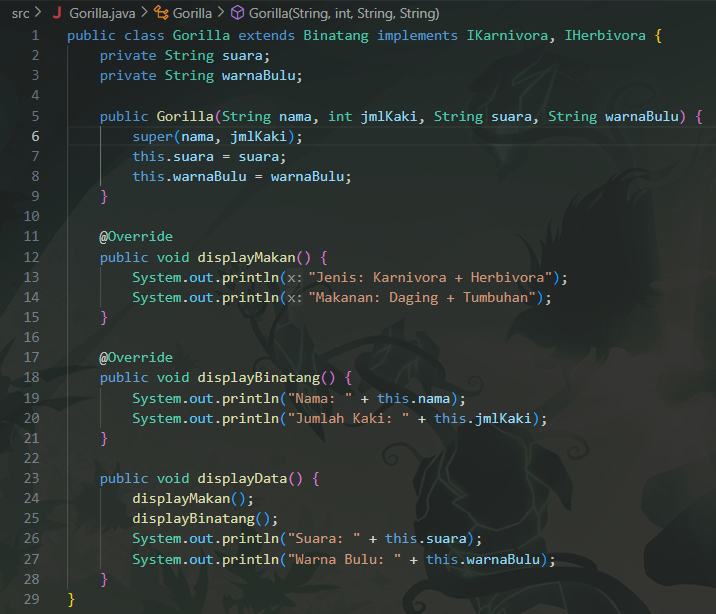 src > J Gorilla.java > Gorilla > Gorilla(String, int, String, String)
1 public class Gorilla extends Binatang implements IKarnivora, IHerbivora {
2     private String suara;
3     private String warnaBulu;
4
5     public Gorilla(String nama, int jmlKaki, String suara, String warnaBulu) {
6         super(nama, jmlKaki);
7         this.suara = suara;
8         this.warnaBulu = warnaBulu;
9     }
10
11     @Override
12     public void displayMakan() {
13         System.out.println(x: "Jenis: Karnivora + Herbivora");
14         System.out.println(x: "Makanan: Daging + Tumbuhan");
15     }
16
17     @Override
18     public void displayBinatang() {
19         System.out.println("Nama: " + this.nama);
20         System.out.println("Jumlah Kaki: " + this.jmlKaki);
21     }
22
23     public void displayData() {
24         displayMakan();
25         displayBinatang();
26         System.out.println("Suara: " + this.suara);
27         System.out.println("Warna Bulu: " + this.warnaBulu);
28     }
29 }